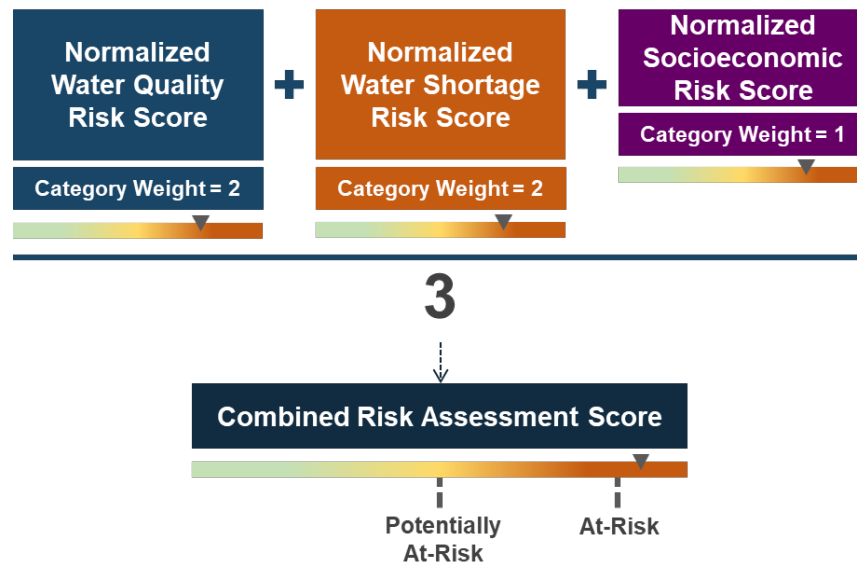 Normalized
Water Quality
Risk Score
+
Normalized
Water Shortage
Risk Score
+
Normalized
Socioeconomic
Risk Score
Category Weight = 2
Category Weight = 2
Category Weight = 1
3
Combined Risk Assessment Score
Potentially
At-Risk
At-Risk